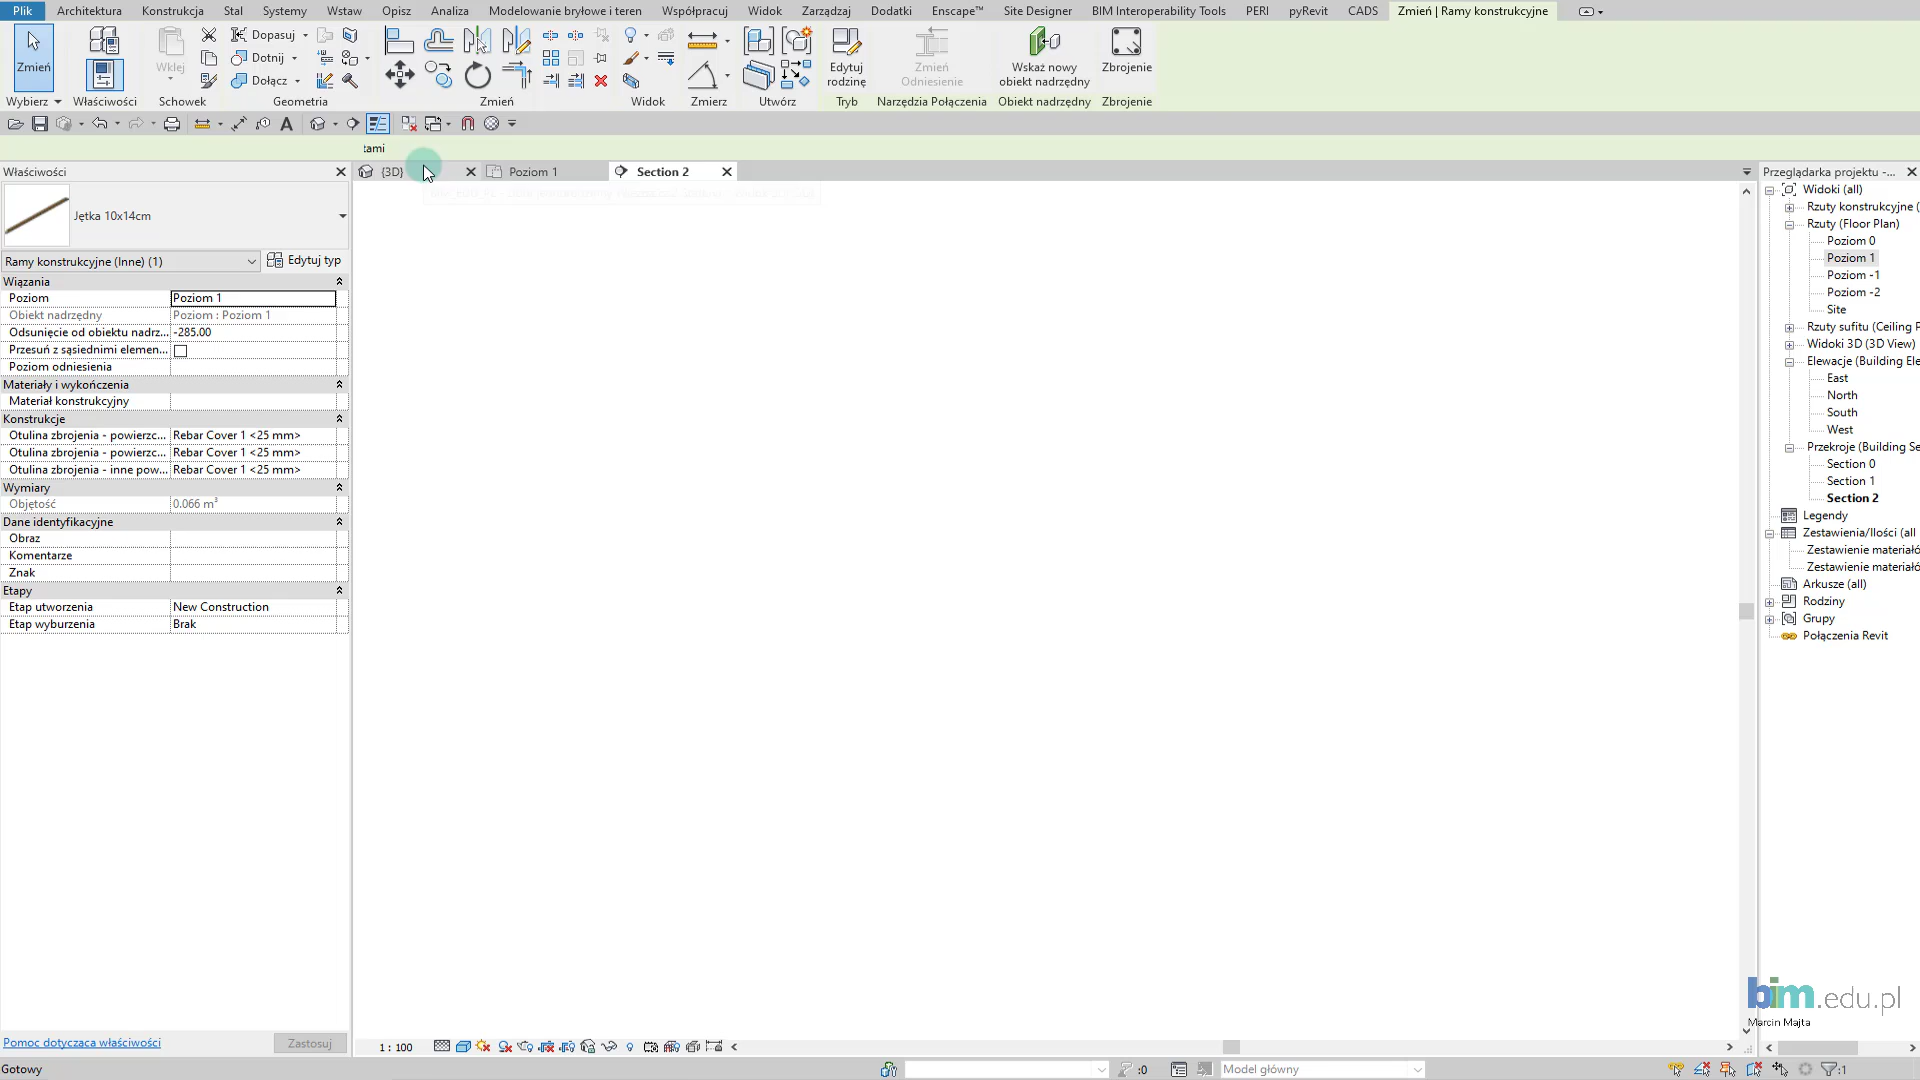 Plik Architektura Konstrukcja Stal Systemy Wstaw Opisz Analiza Modelowanie bryłowe i teren Współpracuj Widok Zarządzaj Dodatki Enscape™ Site Designer BIM Interoperability Tools PERI pyRevit CADS Zmień | Ramy konstrukcyjne
Zmień
Wklej
Dopasuj
Dotnij
Dołącz
Edytuj rodzinę
Zmień Odniesienie
Wskaż nowy obiekt nadrzędny
Zbrojenie
Wybierz Właściwości Schowek Geometria Zmień Widok Zmierz Utwórz Tryb Narzędzia Połączenia Obiekt nadrzędny Zbrojenie
A
tami
Właściwości
{3D} Poziom 1 Section 2
Jętka 10x14cm
Ramy konstrukcyjne (Inne) (1) Edytuj typ
Wiązania
Poziom Poziom 1
Obiekt nadrzędny Poziom : Poziom 1
Odsunięcie od obiektu nadrz... -285.00
Przesuń z sąsiednimi elemen...
Poziom odniesienia
Materiały i wykończenia
Materiał konstrukcyjny
Konstrukcje
Otulina zbrojenia - powierzc... Rebar Cover 1 <25 mm>
Otulina zbrojenia - powierzc... Rebar Cover 1 <25 mm>
Otulina zbrojenia - inne pow... Rebar Cover 1 <25 mm>
Wymiary
Objętość 0.066 m³
Dane identyfikacyjne
Obraz
Komentarze
Znak
Etapy
Etap utworzenia New Construction
Etap wyburzenia Brak
Pomoc dotycząca właściwości Zastosuj
Przeglądarka projektu -...
Widoki (all)
Rzuty konstrukcyjne (
Rzuty (Floor Plan)
Poziom 0
Poziom 1
Poziom -1
Poziom -2
Site
Rzuty sufitu (Ceiling P
Widoki 3D (3D View)
Elewacje (Building Ele
East
North
South
West
Przekroje (Building Se
Section 0
Section 1
Section 2
Legendy
Zestawienia/Ilości (all
Zestawienie materiałó
Zestawienie materiałó
Arkusze (all)
Rodziny
Grupy
Połączenia Revit
bim.edu.pl
Marcin Majta
1 : 100
Gotowy
:0
Model główny
:1